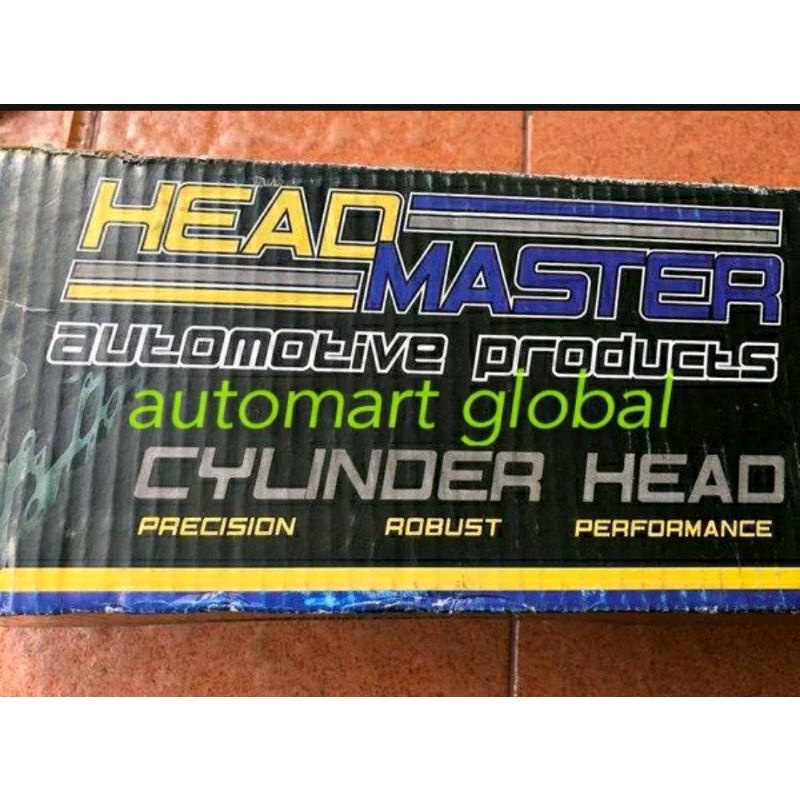 HEAD
MASTER
automotive products
automart global
CYLINDER HEAD
PRECISION ROBUST PERFORMANCE